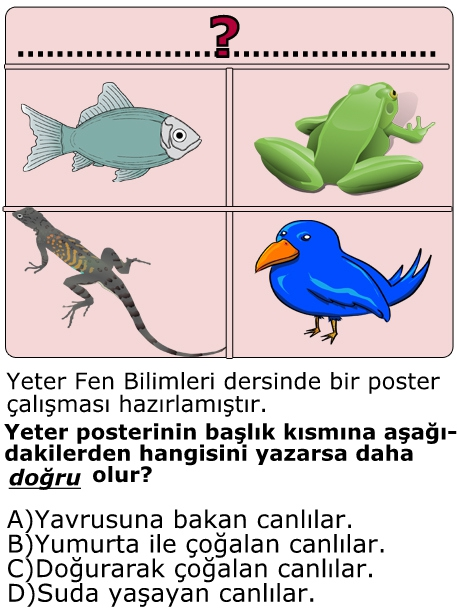 ?
Yeter Fen Bilimleri dersinde bir poster
çalışması hazırlamıştır.
Yeter posterinin başlık kısmına aşağı-
dakilerden hangisini yazarsa daha
doğru olur?
A)Yavrusuna bakan canlılar.
B)Yumurta ile çoğalan canlılar.
C)Doğurarak çoğalan canlılar.
D)Suda yaşayan canlılar.